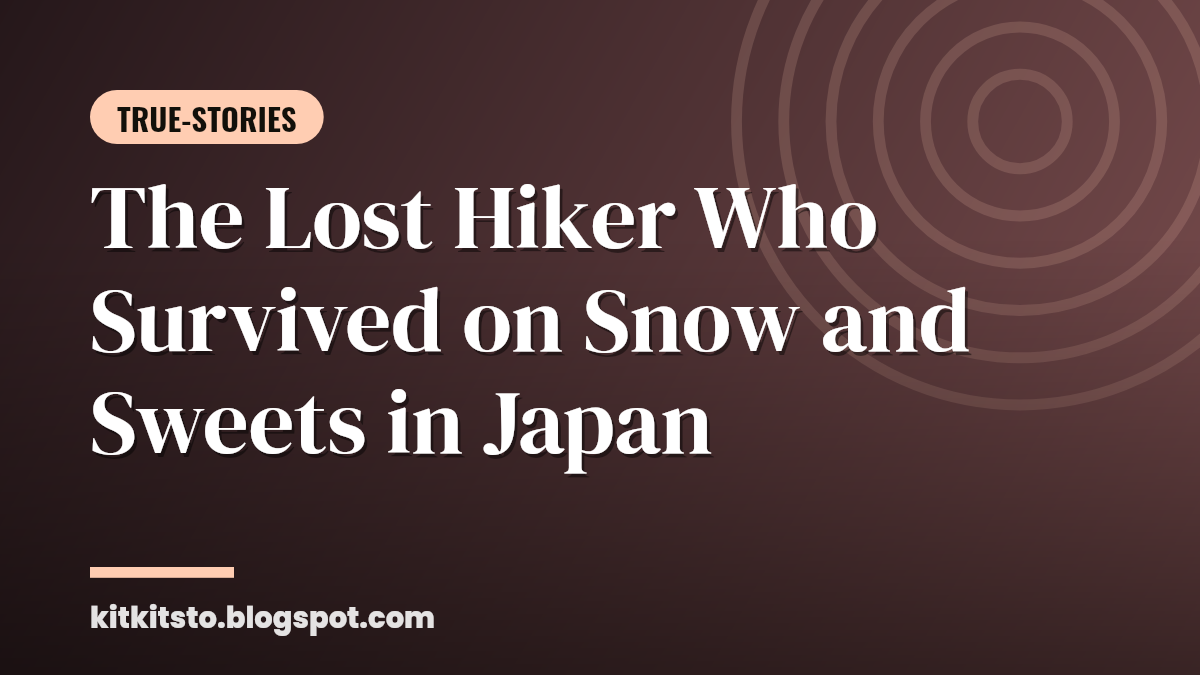 TRUE-STORIES
The Lost Hiker Who
Survived on Snow and
Sweets in Japan
kitkitsto.blogspot.com